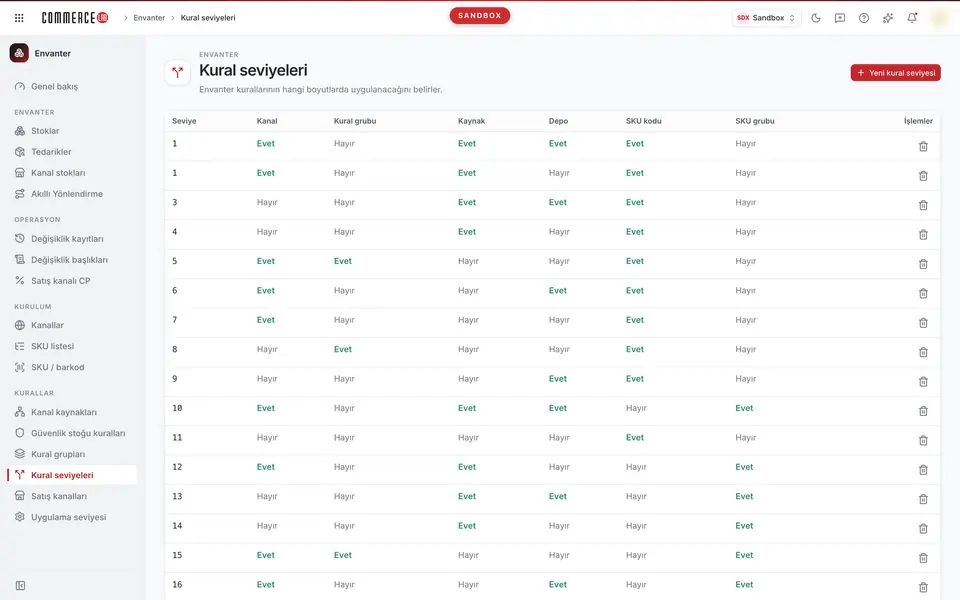 COMMERCE LAB
Envanter
Kural seviyeleri
SANDBOX
SDX Sandbox
Envanter
Genel bakış
ENVANTER
Stoklar
Tedarikler
Kanal stokları
Akıllı Yönlendirme
OPERASYON
Değişiklik kayıtları
Değişiklik başlıkları
Satış kanalı CP
KURULUM
Kanallar
SKU listesi
SKU / barkod
KURALLAR
Kanal kaynakları
Güvenlik stoğu kuralları
Kural grupları
Kural seviyeleri
Satış kanalları
Uygulama seviyesi
ENVANTER
Kural seviyeleri
Envanter kurallarının hangi boyutlarda uygulanacağını belirler.
+ Yeni kural seviyesi
Seviye Kanal Kural grubu Kaynak Depo SKU kodu SKU grubu İşlemler
1 Evet Hayır Evet Evet Evet Hayır
1 Evet Hayır Evet Hayır Evet Hayır
3 Hayır Hayır Evet Evet Evet Hayır
4 Hayır Hayır Evet Hayır Evet Hayır
5 Evet Evet Hayır Hayır Evet Hayır
6 Evet Hayır Hayır Evet Evet Hayır
7 Evet Hayır Hayır Hayır Evet Hayır
8 Hayır Evet Hayır Hayır Evet Hayır
9 Hayır Hayır Hayır Evet Evet Hayır
10 Evet Hayır Evet Evet Hayır Evet
11 Hayır Hayır Hayır Hayır Evet Hayır
12 Evet Hayır Evet Hayır Hayır Evet
13 Hayır Hayır Evet Evet Hayır Evet
14 Hayır Hayır Evet Hayır Hayır Evet
15 Evet Evet Hayır Hayır Hayır Evet
16 Evet Hayır Hayır Evet Hayır Evet